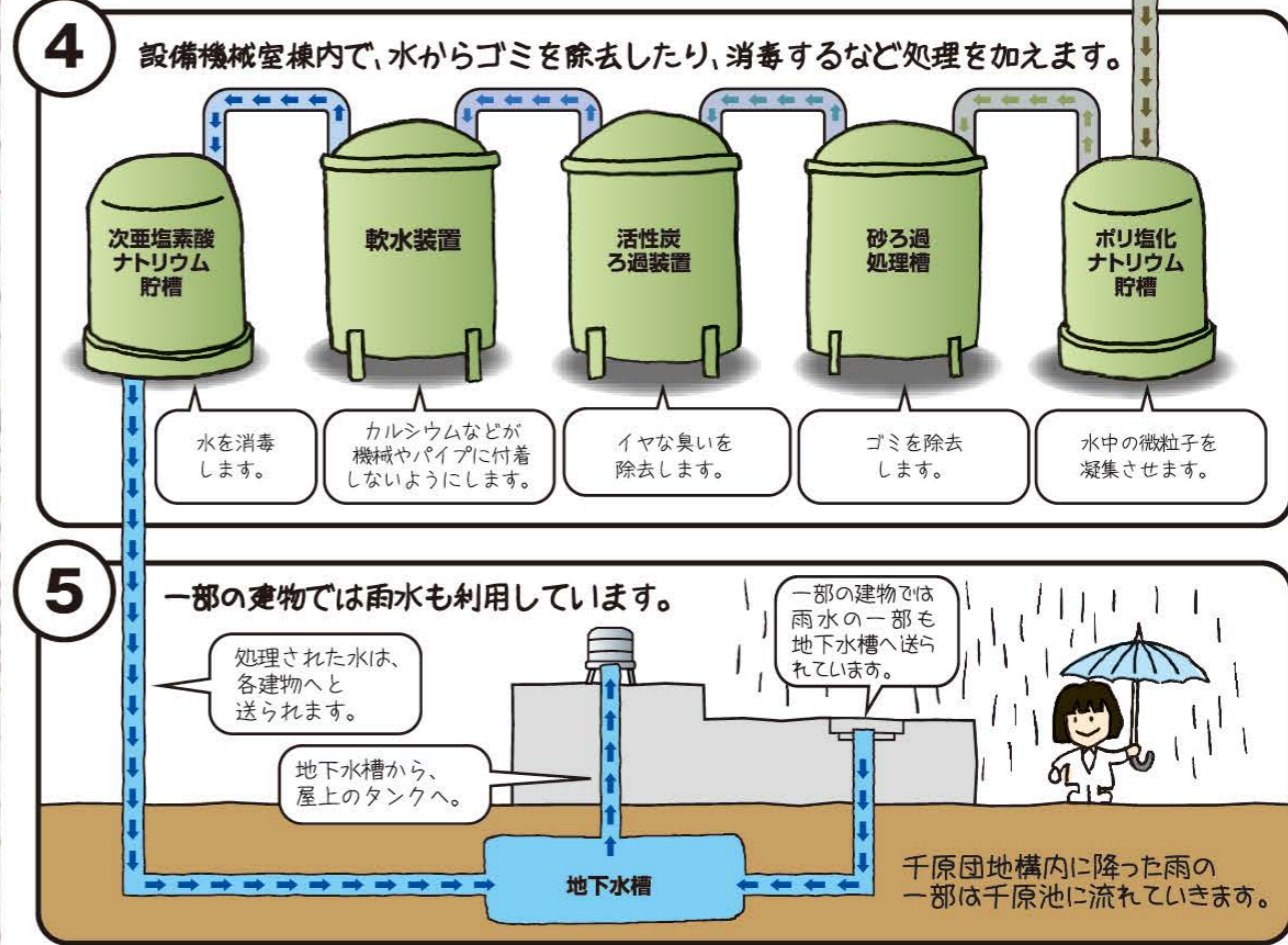 4
設備機械室棟内で、水からゴミを除去したり、消毒するなど処理を加えます。
次亜塩素酸
ナトリウム
貯槽
軟水装置
活性炭
ろ過装置
砂ろ過
処理槽
ポリ塩化
ナトリウム
貯槽
水を消毒
します。
カルシウムなどが
機械やパイプに付着
しないようにします。
イヤな臭いを
除去します。
ゴミを除去
します。
水中の微粒子を
凝集させます。
5
一部の建物では雨水も利用しています。
処理された水は、
各建物へと
送られます。
地下水槽から、
屋上のタンクへ。
一部の建物では
雨水の一部も
地下水槽へ送ら
れています。
地下水槽
千原団地構内に降った雨の
一部は千原池に流れていきます。